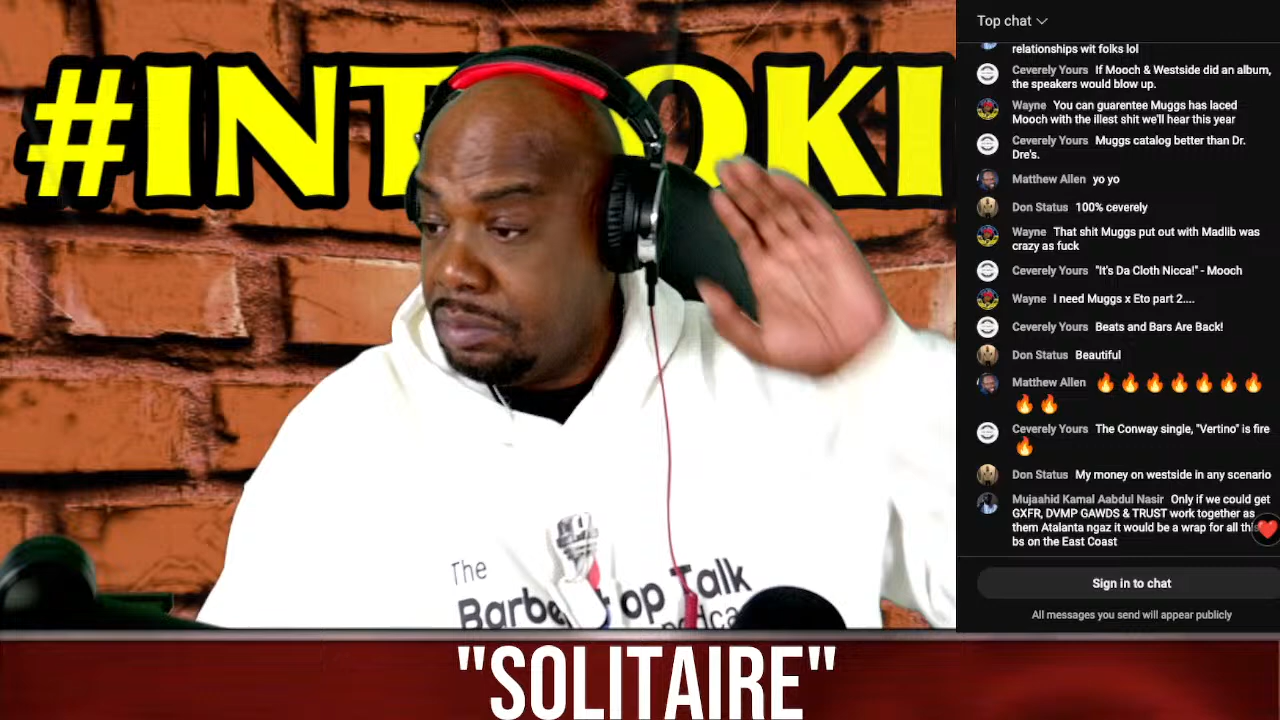 #INT OKI
The
Barbe op Talk
"SOLITAIRE"
Top chat
relationships wit folks lol
Ceverely Yours If Mooch & Westside did an album,
the speakers would blow up.
Wayne You can guarentee Muggs has laced
Mooch with the illest shit we'll hear this year
Ceverely Yours Muggs catalog better than Dr.
Dre's.
Matthew Allen yo yo
Don Status 100% ceverely
Wayne That shit Muggs put out with Madlib was
crazy as fuck
Ceverely Yours "It's Da Cloth Nicca!" - Mooch
Wayne I need Muggs x Eto part 2....
Ceverely Yours Beats and Bars Are Back!
Don Status Beautiful
Matthew Allen 🔥🔥🔥🔥🔥🔥🔥
🔥🔥
Ceverely Yours The Conway single, "Vertino" is fire
🔥
Don Status My money on westside in any scenario
Mujaahid Kamal Aabdul Nasir Only if we could get
GXFR, DVMP GAWDS & TRUST work together as
them Atalanta ngaz it would be a wrap for all this
bs on the East Coast
Sign in to chat
All messages you send will appear publicly